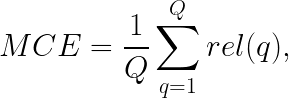 MCE = \frac{1}{Q} \sum_{q=1}^{Q} rel(q),